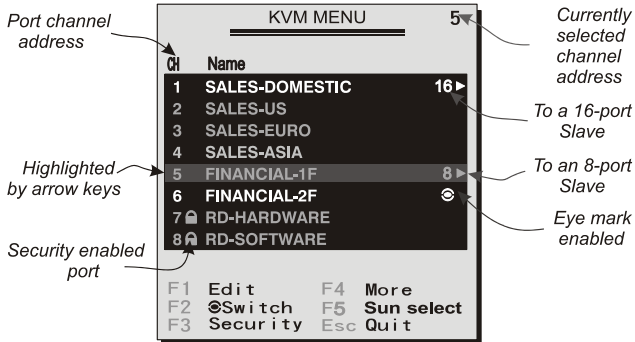 KVM MENU 5
CH Name
1 SALES-DOMESTIC 16
2 SALES-US
3 SALES-EURO
4 SALES-ASIA
5 FINANCIAL-1F 8
6 FINANCIAL-2F
7 RD-HARDWARE
8 RD-SOFTWARE
F1 Edit F4 More
F2 Switch F5 Sun select
F3 Security Esc Quit
Port channel
address
Highlighted
by arrow keys
Security enabled
port
Currently
selected
channel
address
To a 16-port
Slave
To an 8-port
Slave
Eye mark
enabled